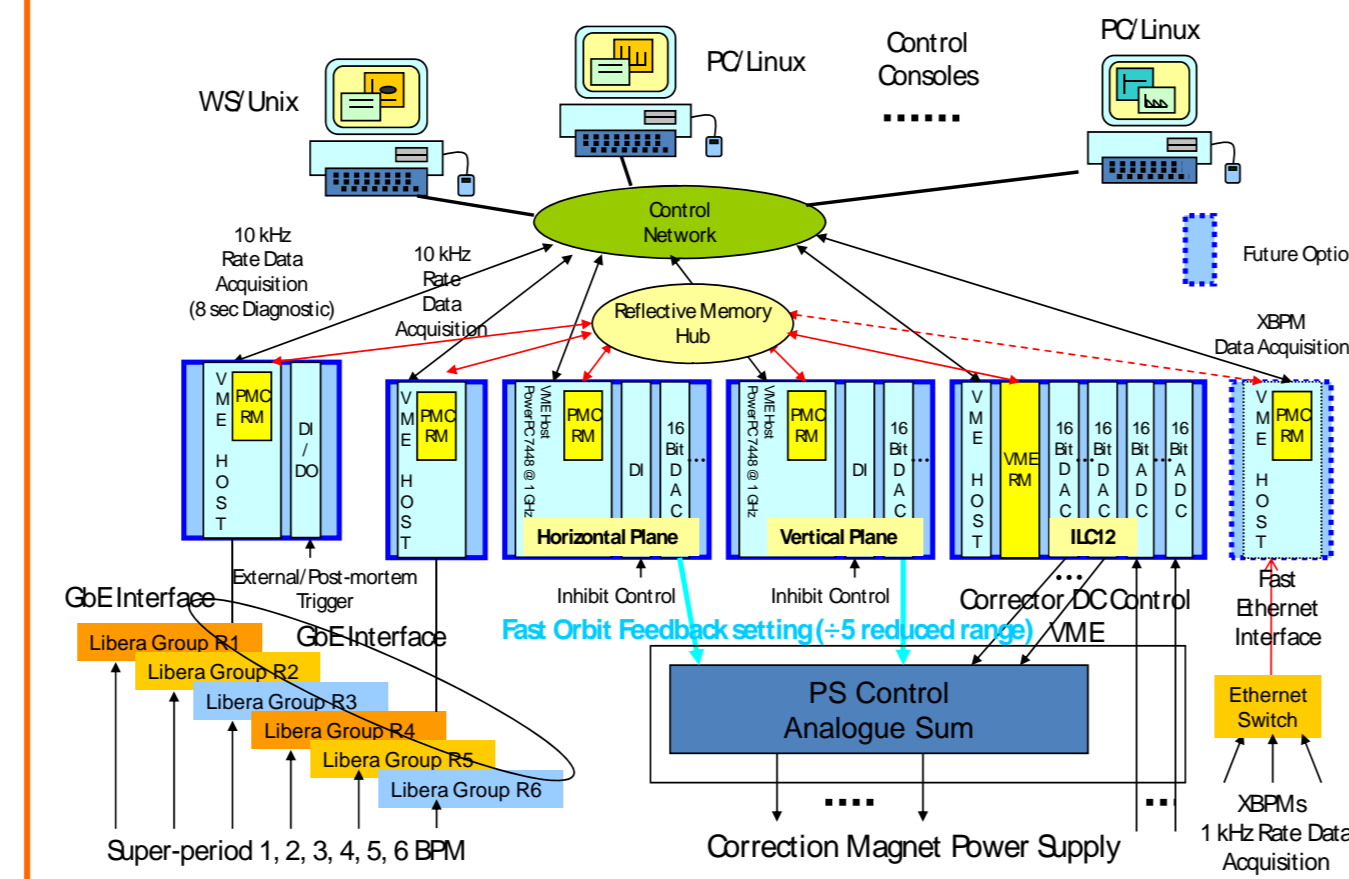 WS/Unix
PC/Linux
Control
Consoles
......
PC/Linux
Control
Network
Future Optio
10 kHz
Rate Data
Acquisition
(8 sec Diagnostic)
10 kHz
Rate
Data
Acquisition
Reflective Memory
Hub
XBPM
Data Acquisition
VME HOST
PMC
RM
DI
/
DO
VME HOST
PMC
RM
VME Host
PowerPC7448 @ 1 GHz
PMC
RM
DI
16
Bit
DAC
...
Horizontal Plane
VME Host
PowerPC7448 @ 1 GHz
PMC
RM
DI
16
Bit
DAC
...
Vertical Plane
VME HOST
VME
RM
16
Bit
DAC
...
16
Bit
DAC
16
Bit
ADC
...
16
Bit
ADC
ILC12
VME HOST
PMC
RM
External/Post-mortem
Trigger
Inhibit Control
Inhibit Control
...
Corrector DC Control
VME
Fast
Ethernet
Interface
GbE Interface
GbE Interface
Fast Orbit Feedback setting (÷5 reduced range)
Libera Group R1
Libera Group R2
Libera Group R3
Libera Group R4
Libera Group R5
Libera Group R6
PS Control
Analogue Sum
Ethernet
Switch
....
....
...
Super-period 1, 2, 3, 4, 5, 6 BPM
Correction Magnet Power Supply
XBPMs
1 kHz Rate Data
Acquisition